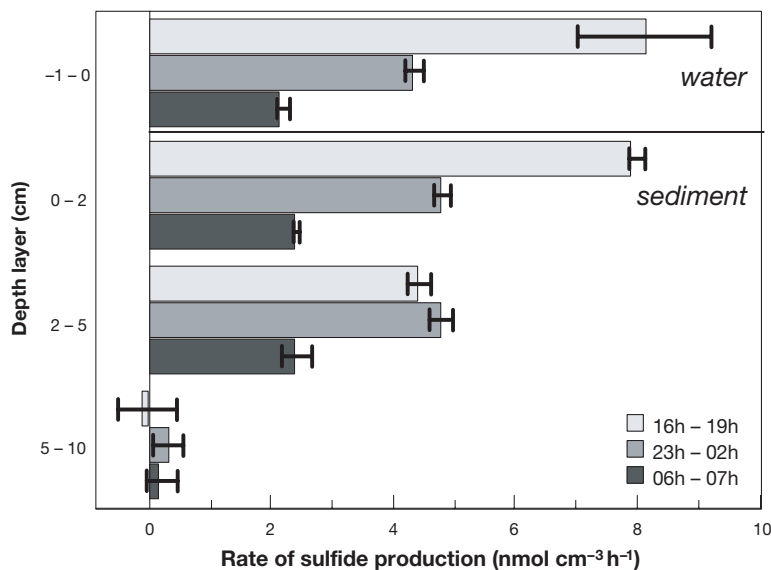 –1 – 0
water
0 – 2
sediment
Depth layer (cm)
2 – 5
5 – 10
16h – 19h
23h – 02h
06h – 07h
0 2 4 6 8 10
Rate of sulfide production (nmol cm⁻³ h⁻¹)